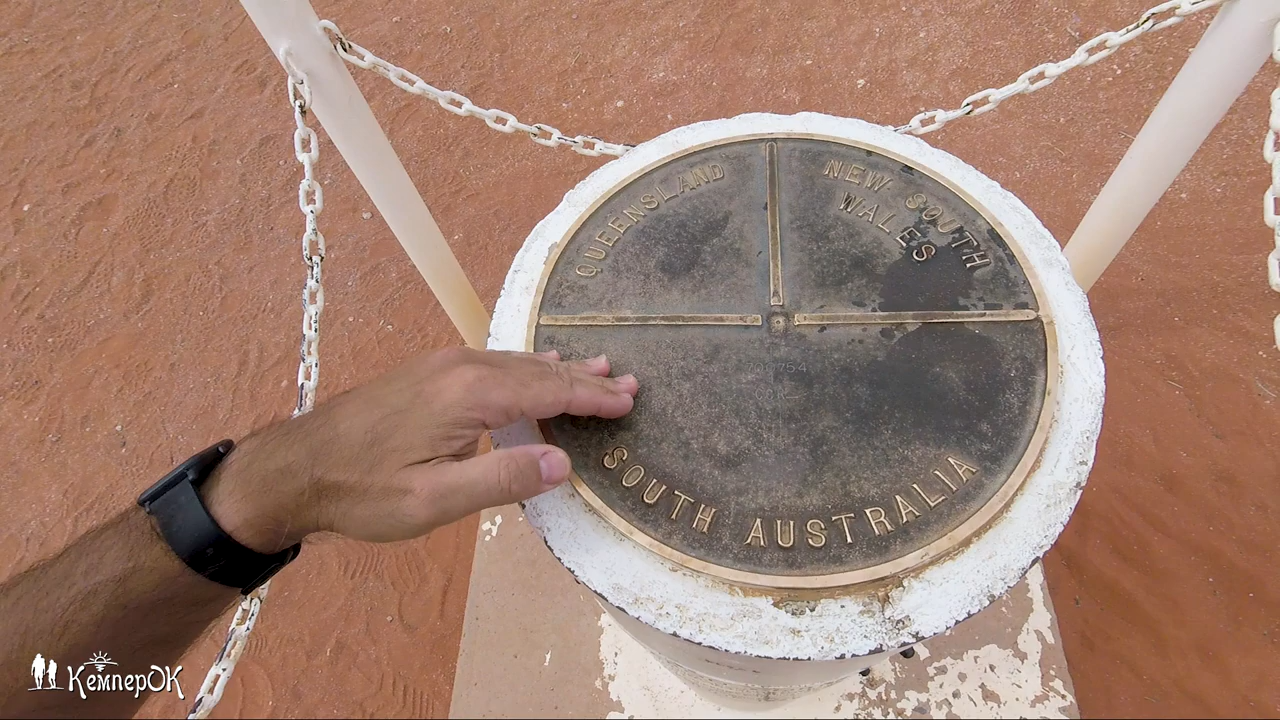 QUEENSLAND
NEW SOUTH
WALES
SOUTH AUSTRALIA
КемперОК